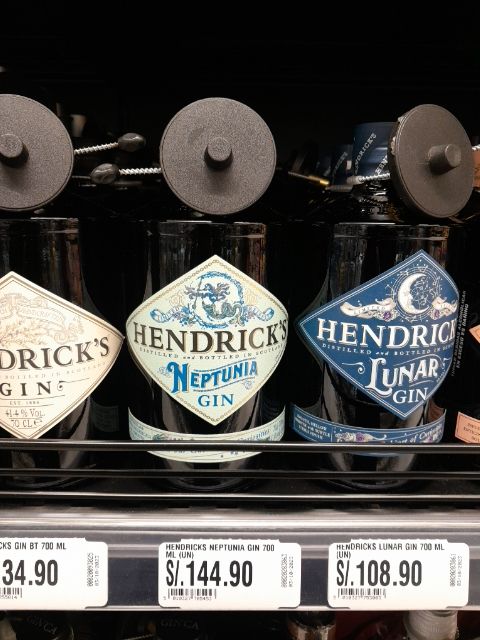 DRICK'S
GIN
EST. 1886
41.4% Vol.
70 CL
HENDRICK'S
DISTILLED and BOTTLED IN SCOTLAND
NEPTUNIA
GIN
HENDRICK'S
HENDRIC
DISTILLED and BOTTLED IN SCO
LUNAR
GIN
CKS GIN BT 700 ML
34.90
HENDRICKS NEPTUNIA GIN 700
ML (UN)
S/.144.90
HENDRICKS LUNAR GIN 700 ML
(UN)
S/.108.90